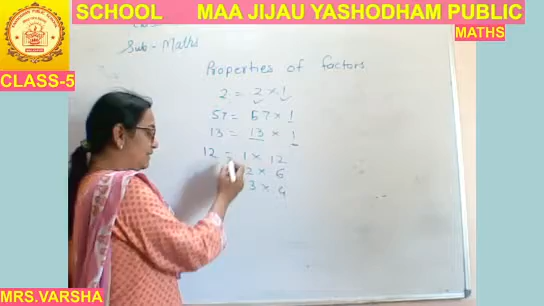 SCHOOL MAA JIJAU YASHODHAM PUBLIC
MATHS
CLASS-5
Sub - Maths
Properties of factors
2 = 2 × 1
57 = 57 × 1
13 = 13 × 1
12 = 1 × 12
2 × 6
3 × 4
MRS.VARSHA